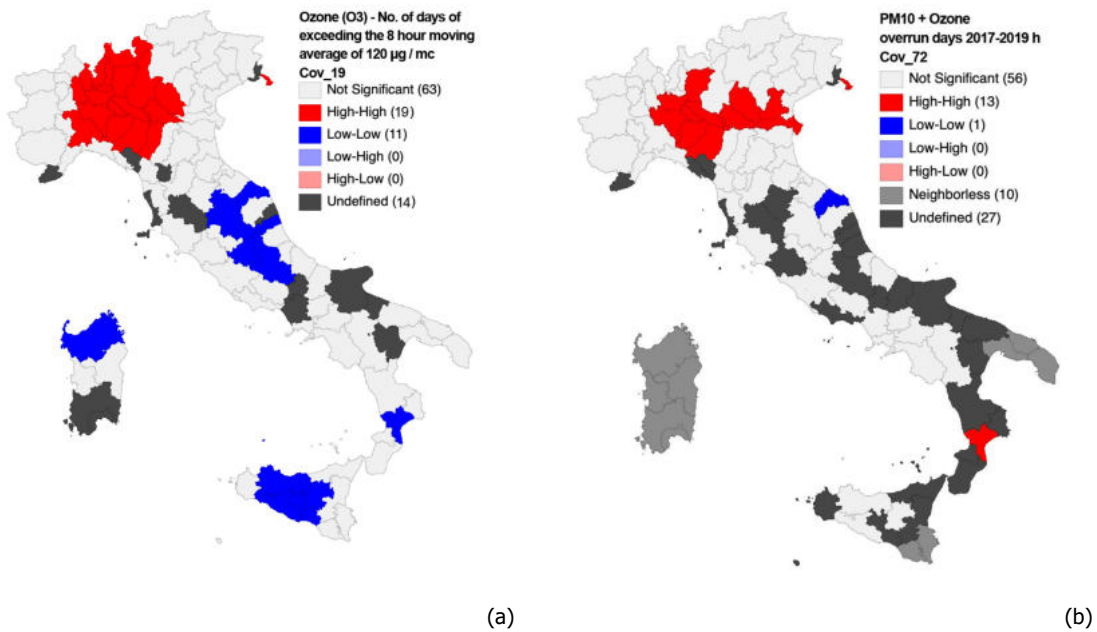 Ozone (O3) - No. of days of
exceeding the 8 hour moving
average of 120 µg / mc
Cov_19
Not Significant (63)
High-High (19)
Low-Low (11)
Low-High (0)
High-Low (0)
Undefined (14)
(a)
PM10 + Ozone
overrun days 2017-2019 h
Cov_72
Not Significant (56)
High-High (13)
Low-Low (1)
Low-High (0)
High-Low (0)
Neighborless (10)
Undefined (27)
(b)